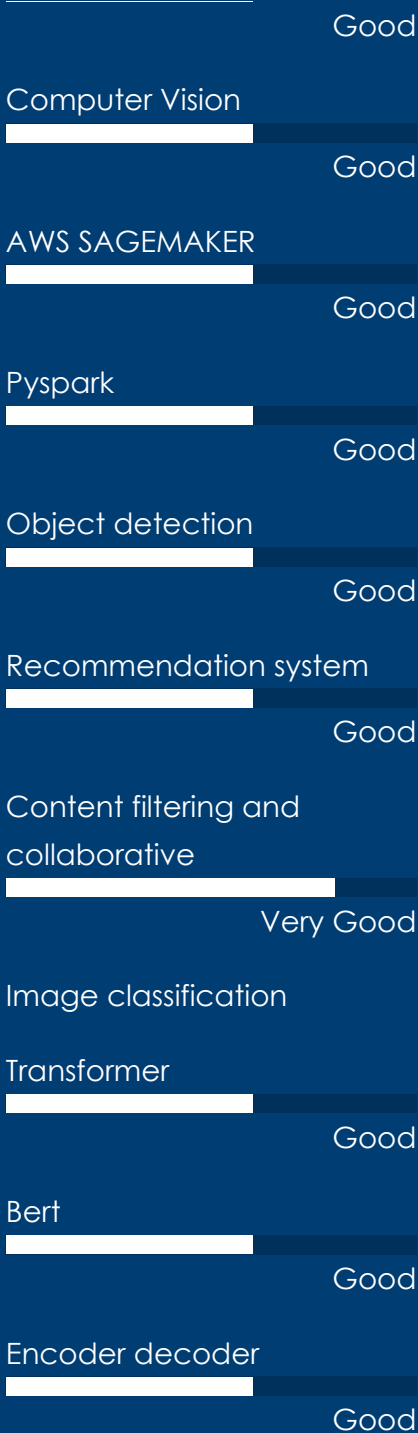 Good
Computer Vision
Good
AWS SAGEMAKER
Good
Pyspark
Good
Object detection
Good
Recommendation system
Good
Content filtering and
collaborative
Very Good
Image classification
Transformer
Good
Bert
Good
Encoder decoder
Good